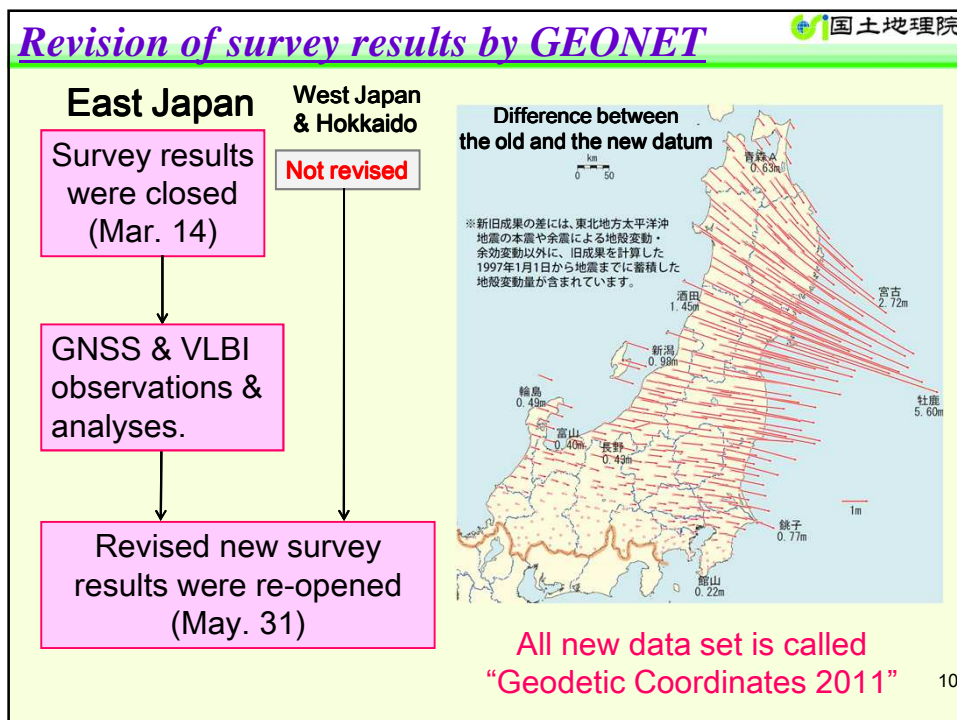 Revision of survey results by GEONET
国土地理院
East Japan
West Japan
& Hokkaido
Survey results
were closed
(Mar. 14)
Not revised
GNSS & VLBI
observations &
analyses.
Revised new survey
results were re-opened
(May. 31)
Difference between
the old and the new datum
km
0 50
※新旧成果の差には、東北地方太平洋沖
地震の本震や余震による地殻変動・
余効変動以外に、旧成果を計算した
1997年1月1日から地震までに蓄積した
地殻変動量が含まれています。
青森A
0.63m
宮古
2.72m
酒田
1.45m
新潟
0.98m
輪島
0.49m
牡鹿
5.60m
富山
0.40m
長野
0.43m
1m
銚子
0.77m
館山
0.22m
All new data set is called
“Geodetic Coordinates 2011”
10